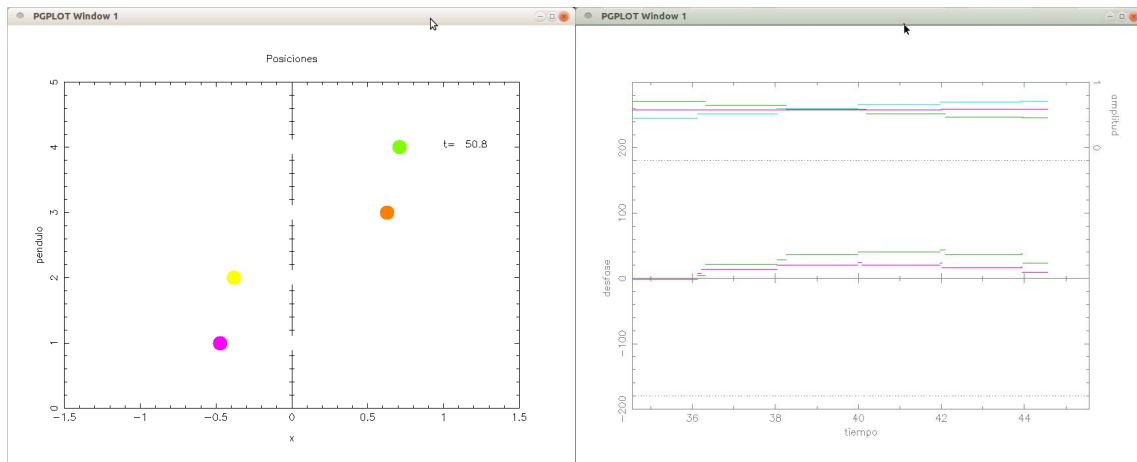 PGPLOT Window 1
Posiciones
t= 50.8
pendulo
5
4
3
2
1
0
-1.5 -1 -0.5 0 0.5 1 1.5
x
PGPLOT Window 1
desfase
200
100
0
-100
-200
1
0
amplitud
36 38 40 42 44
tiempo